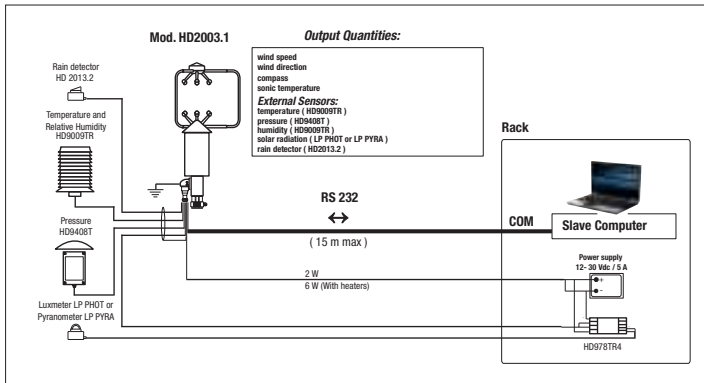 Mod. HD2003.1
Output Quantities:
wind speed
wind direction
compass
sonic temperature
External Sensors:
temperature ( HD9009TR )
pressure ( HD9408T )
humidity ( HD9009TR )
solar radiation ( LP PHOT or LP PYRA )
rain detector ( HD2013.2 )
Rain detector
HD 2013.2
Temperature and
Relative Humidity
HD9009TR
Pressure
HD9408T
Luxmeter LP PHOT or
Pyranometer LP PYRA
RS 232
( 15 m max )
2 W
6 W (With heaters)
Rack
COM
Slave Computer
Power supply
12- 30 Vdc / 5 A
+
-
HD978TR4